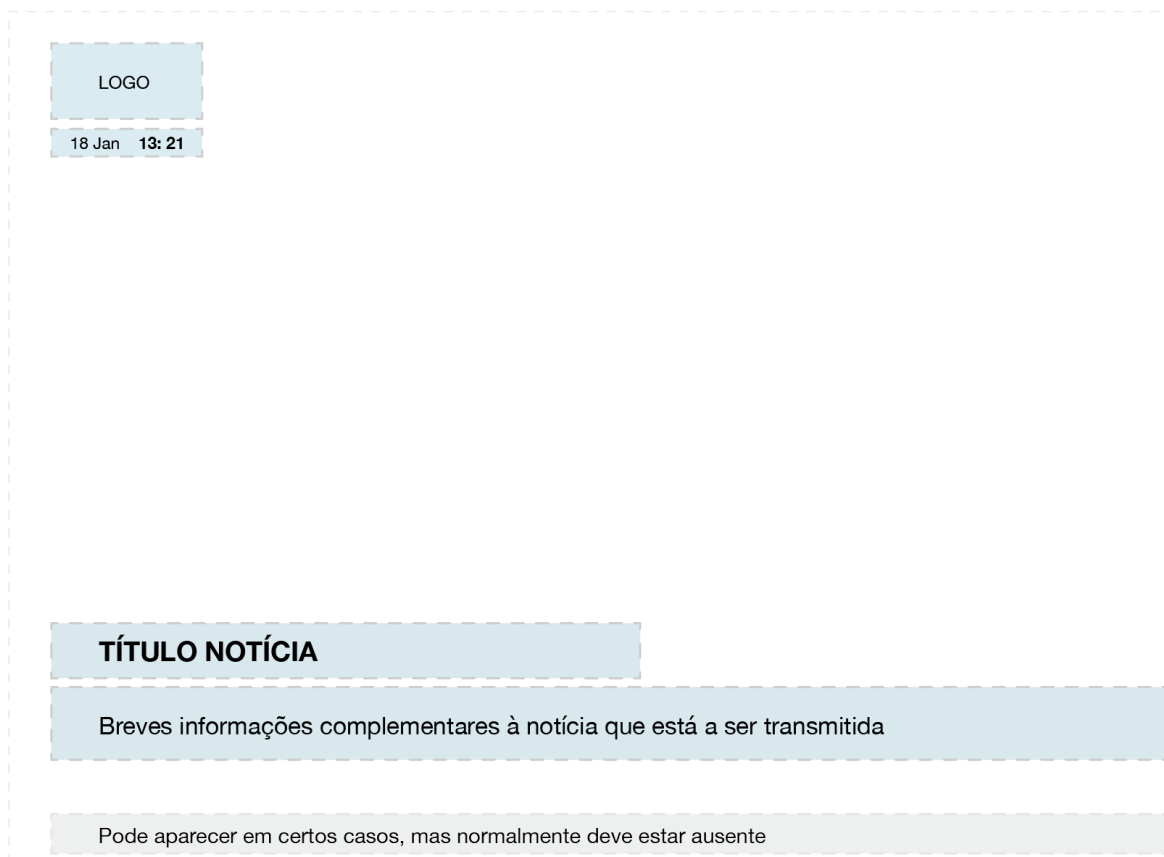 LOGO
18 Jan 13: 21
TÍTULO NOTÍCIA
Breves informações complementares à notícia que está a ser transmitida
Pode aparecer em certos casos, mas normalmente deve estar ausente